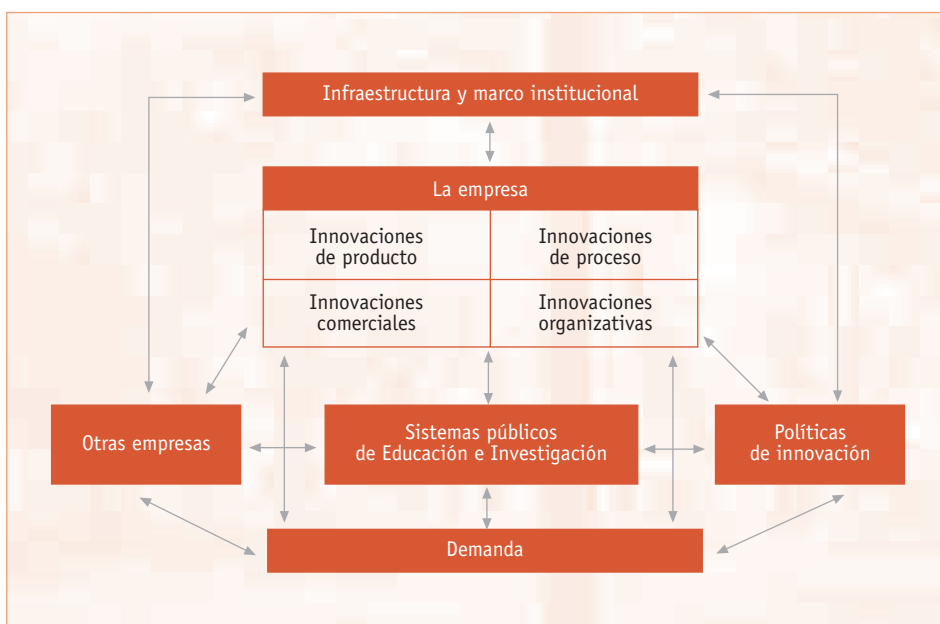 Infraestructura y marco institucional
La empresa
Innovaciones
de producto
Innovaciones
de proceso
Innovaciones
comerciales
Innovaciones
organizativas
Otras empresas
Sistemas públicos
de Educación e Investigación
Políticas
de innovación
Demanda